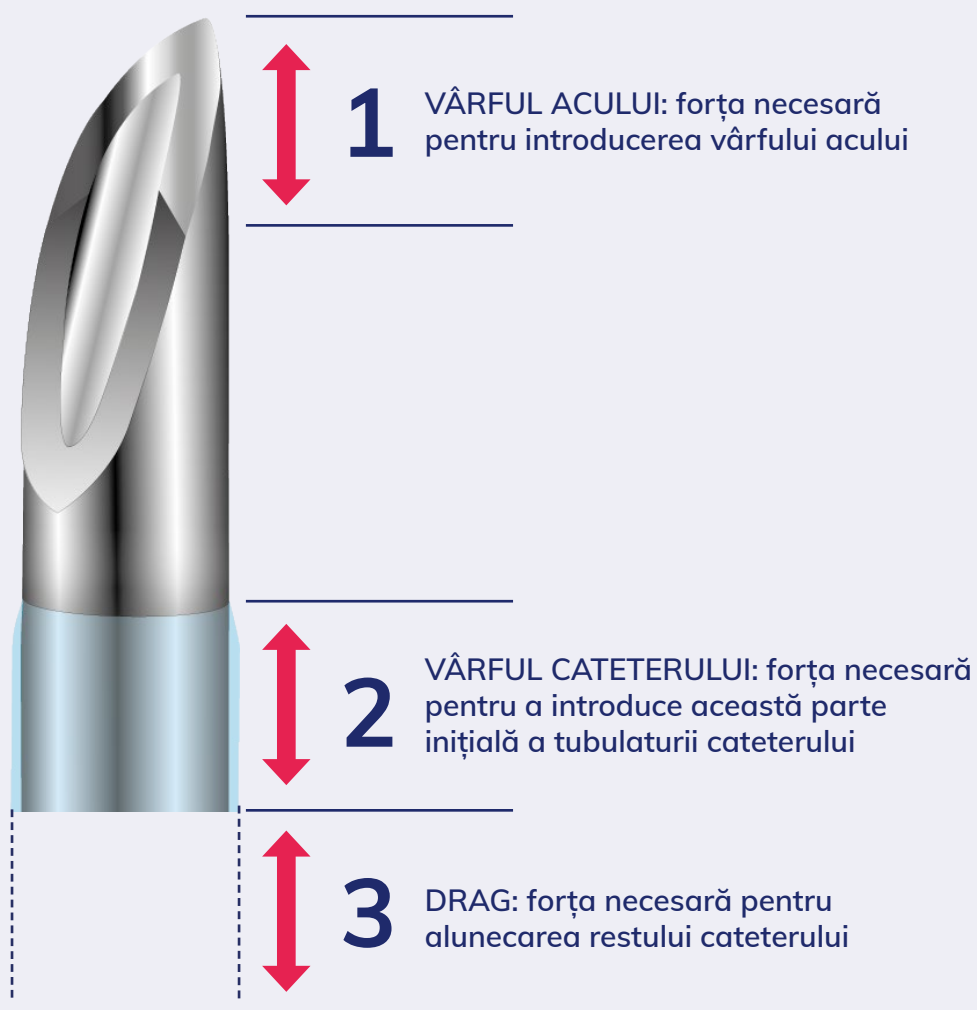 1
VÂRFUL ACULUI: forța necesară
pentru introducerea vârfului acului
2
VÂRFUL CATETERULUI: forța necesară
pentru a introduce această parte
inițială a tubulaturii cateterului
3
DRAG: forța necesară pentru
alunecarea restului cateterului